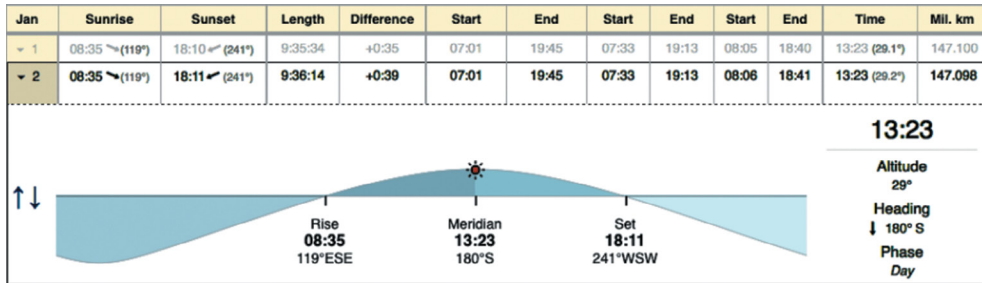 Jan Sunrise Sunset Length Difference Start End Start End Start End Time Mil. km
1 08:35 (119°) 18:10 (241°) 9:35:34 +0:35 07:01 19:45 07:33 19:13 08:05 18:40 13:23 (29.1°) 147.100
2 08:35 (119°) 18:11 (241°) 9:36:14 +0:39 07:01 19:45 07:33 19:13 08:06 18:41 13:23 (29.2°) 147.098
13:23
Altitude
29°
Heading
↓ 180° S
Phase
Day
↑↓
Rise Meridian Set
08:35 13:23 18:11
119°ESE 180°S 241°WSW